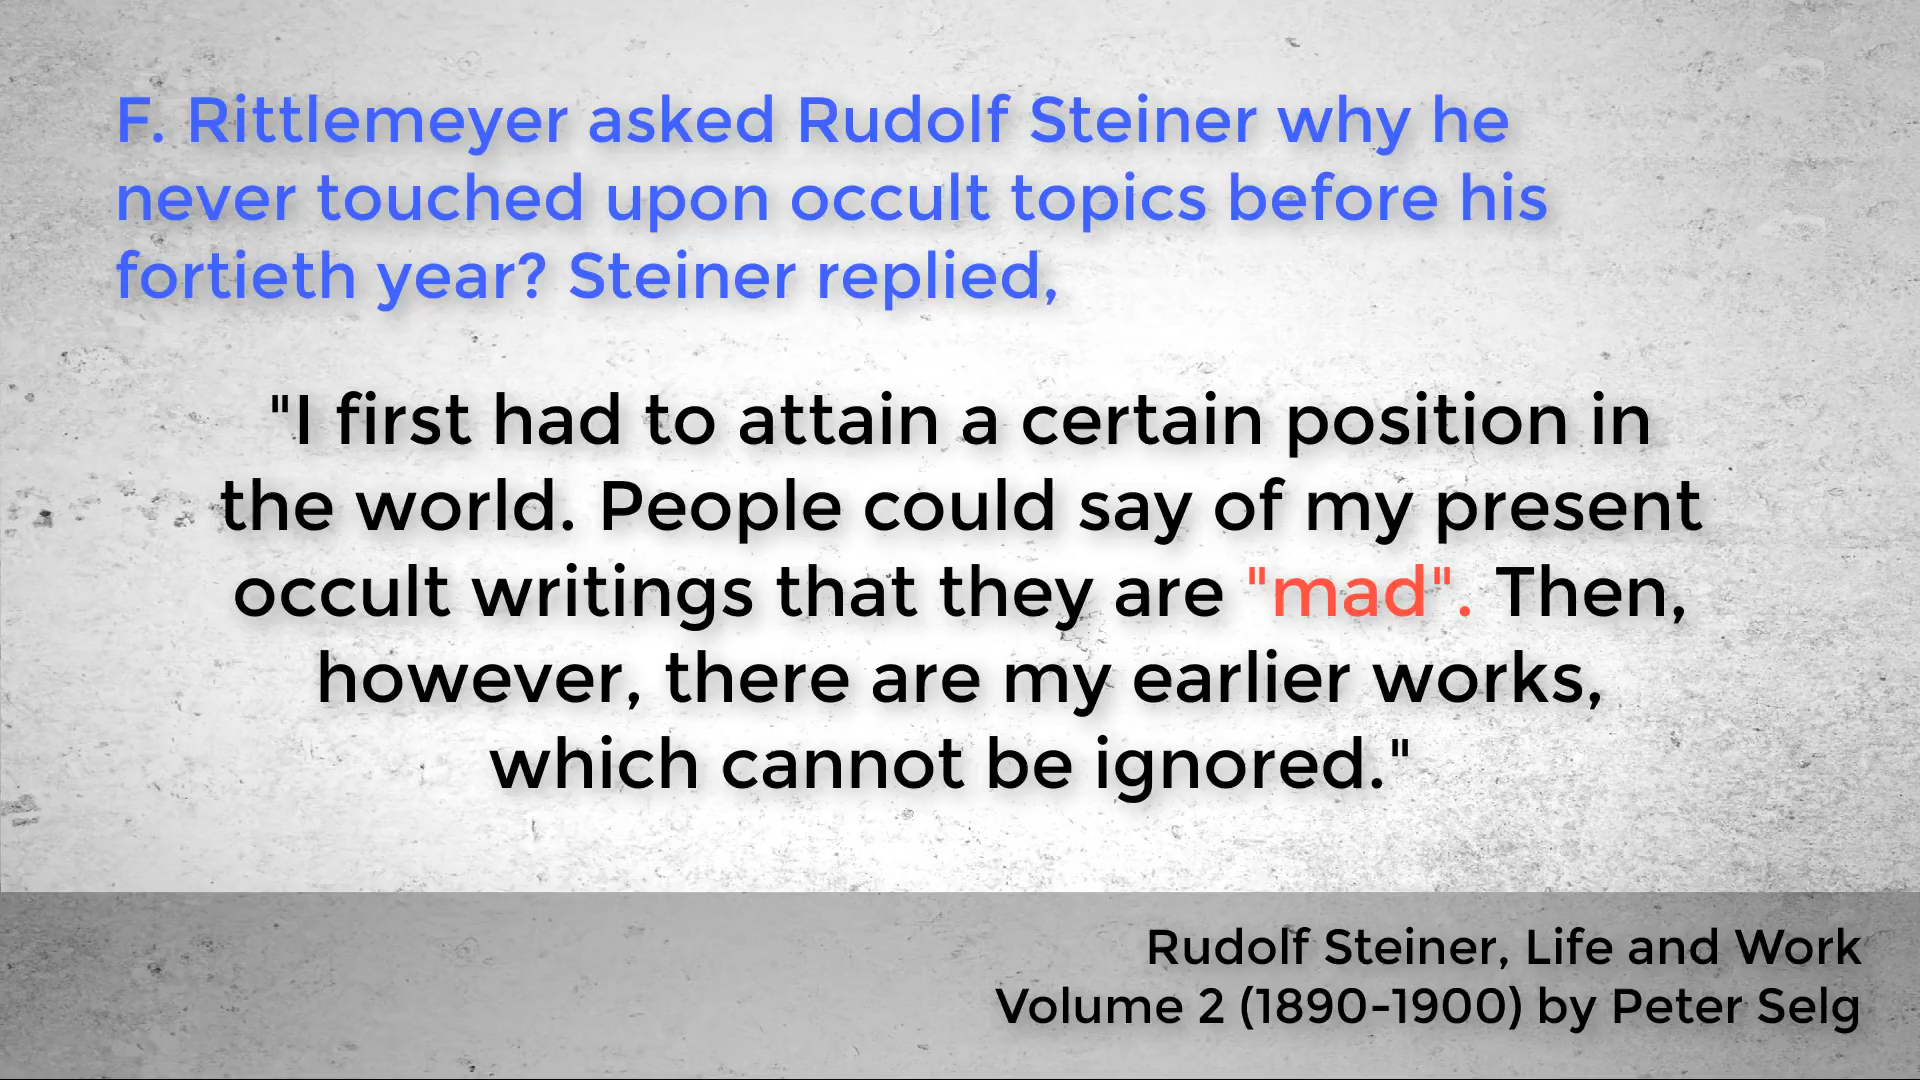 F. Rittlemeyer asked Rudolf Steiner why he
never touched upon occult topics before his
fortieth year? Steiner replied,
"I first had to attain a certain position in
the world. People could say of my present
occult writings that they are "mad". Then,
however, there are my earlier works,
which cannot be ignored."
Rudolf Steiner, Life and Work
Volume 2 (1890-1900) by Peter Selg